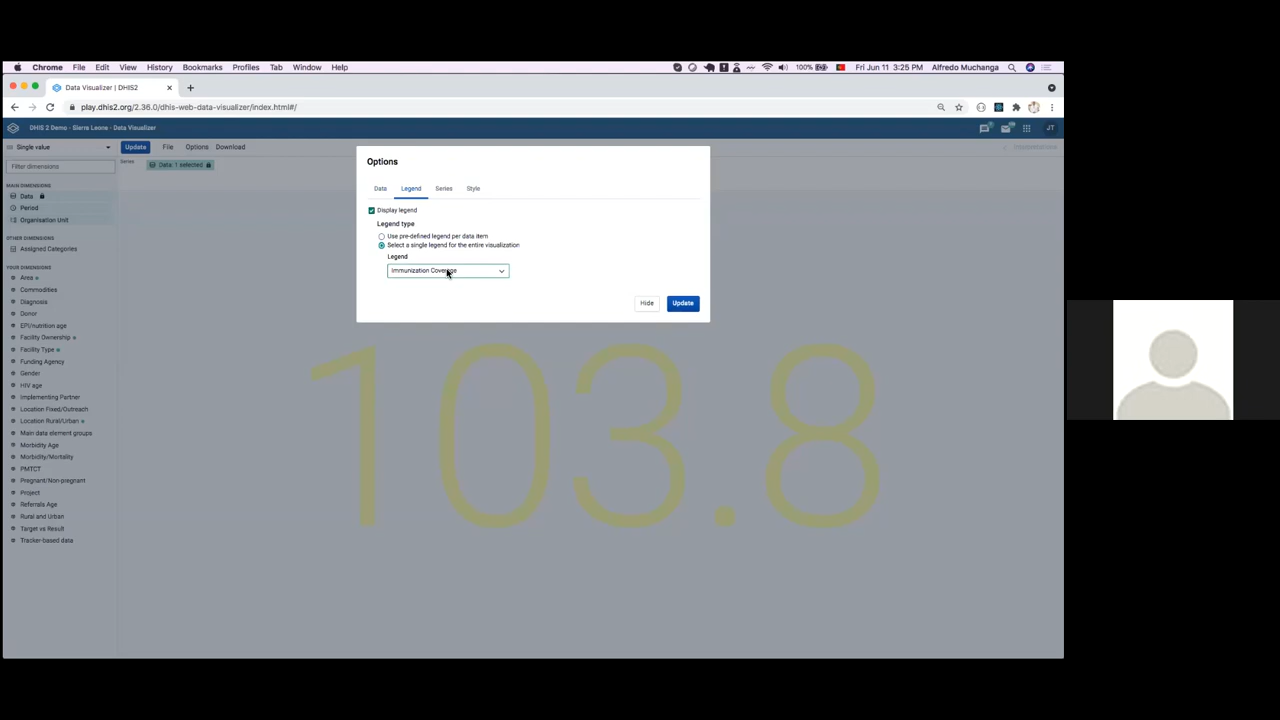 Chrome File Edit View History Bookmarks Profiles Tab Window Help
100% Fri Jun 11 3:25 PM Alfredo Muchanga
Data Visualizer | DHIS2
play.dhis2.org/2.36.0/dhis-web-data-visualizer/index.html#/
DHIS 2 Demo - Sierra Leone - Data Visualizer
JT
Single value
Update File Options Download
Filter dimensions
Series
Data: 1 selected
MAIN DIMENSIONS
Data
Period
Organisation Unit
OTHER DIMENSIONS
Assigned Categories
YOUR DIMENSIONS
Area
Commodities
Diagnosis
Donor
EPI/nutrition age
Facility Ownership
Facility Type
Funding Agency
Gender
HIV age
Implementing Partner
Location Fixed/Outreach
Location Rural/Urban
Main data element groups
Morbidity Age
Morbidity/Mortality
PMTCT
Pregnant/Non-pregnant
Project
Referrals Age
Rural and Urban
Target vs Result
Tracker-based data
Options
Data Legend Series Style
Display legend
Legend type
Use pre-defined legend per data item
Select a single legend for the entire visualization
Legend
Immunization Coverage
Hide Update
103.8